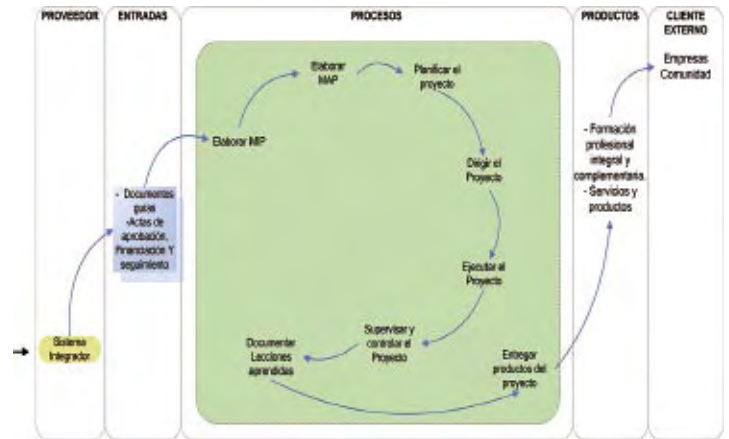 PROVEEDOR
ENTRADAS
PROCESOS
PRODUCTOS
CLIENTE
EXTERNO
Empresas
Comunidad
Elaborar
MAP
Planificar el
proyecto
Elaborar MIP
Dirigir el
Proyecto
- Formación
profesional
integral y
complementaria.
- Servicios y
productos
- Documentos
guías
-Actas de
aprobación,
Financiación Y
seguimiento
Ejecutar el
Proyecto
Sistema
Integrador
Supervisar y
controlar el
Proyecto
Documentar
Lecciones
aprendidas
Entregar
productos del
proyecto